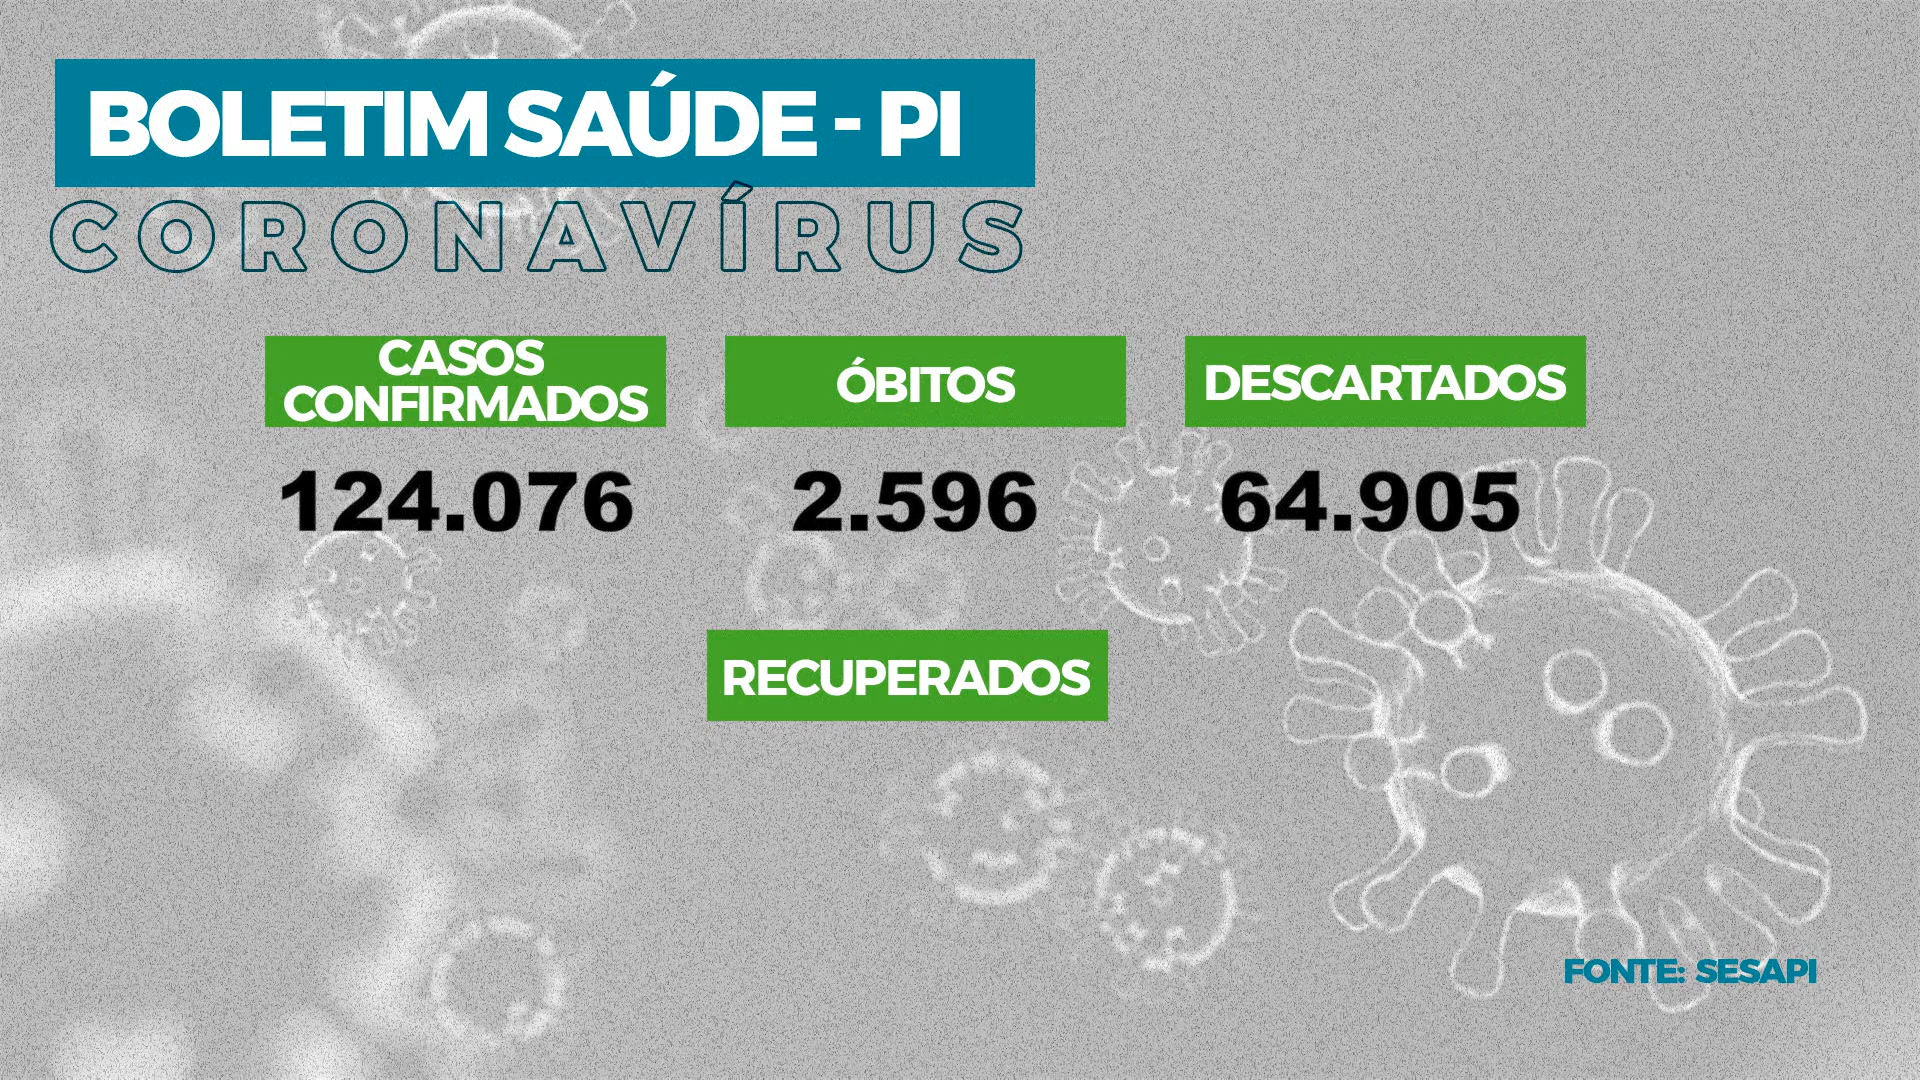 BOLETIM SAÚDE - PI
CORONAVÍRUS
CASOS
CONFIRMADOS
124.076
ÓBITOS
2.596
DESCARTADOS
64.905
RECUPERADOS
FONTE: SESAPI